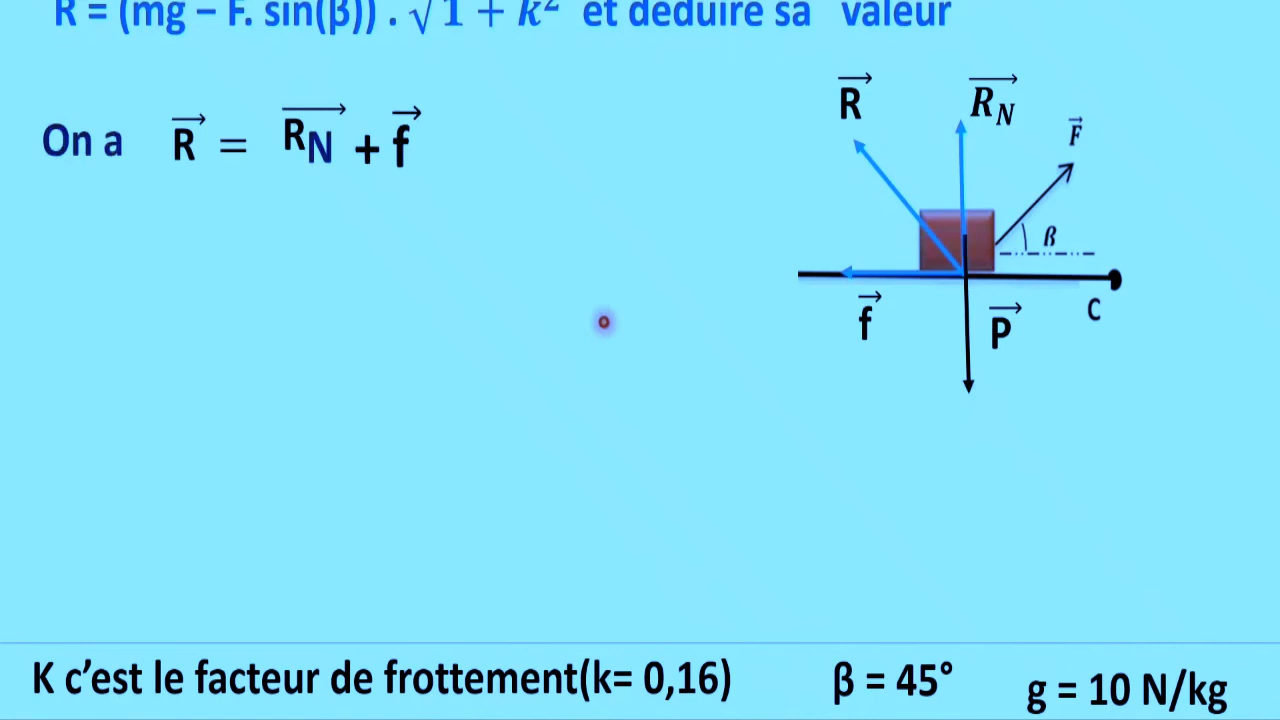 R = (mg – F. sin(β)) . √1 + k² et déduire sa valeur
On a R⃗ = R_N⃗ + f⃗
R⃗
R_N⃗
F⃗
β
f⃗
P⃗
C
K c’est le facteur de frottement(k= 0,16) β = 45° g = 10 N/kg